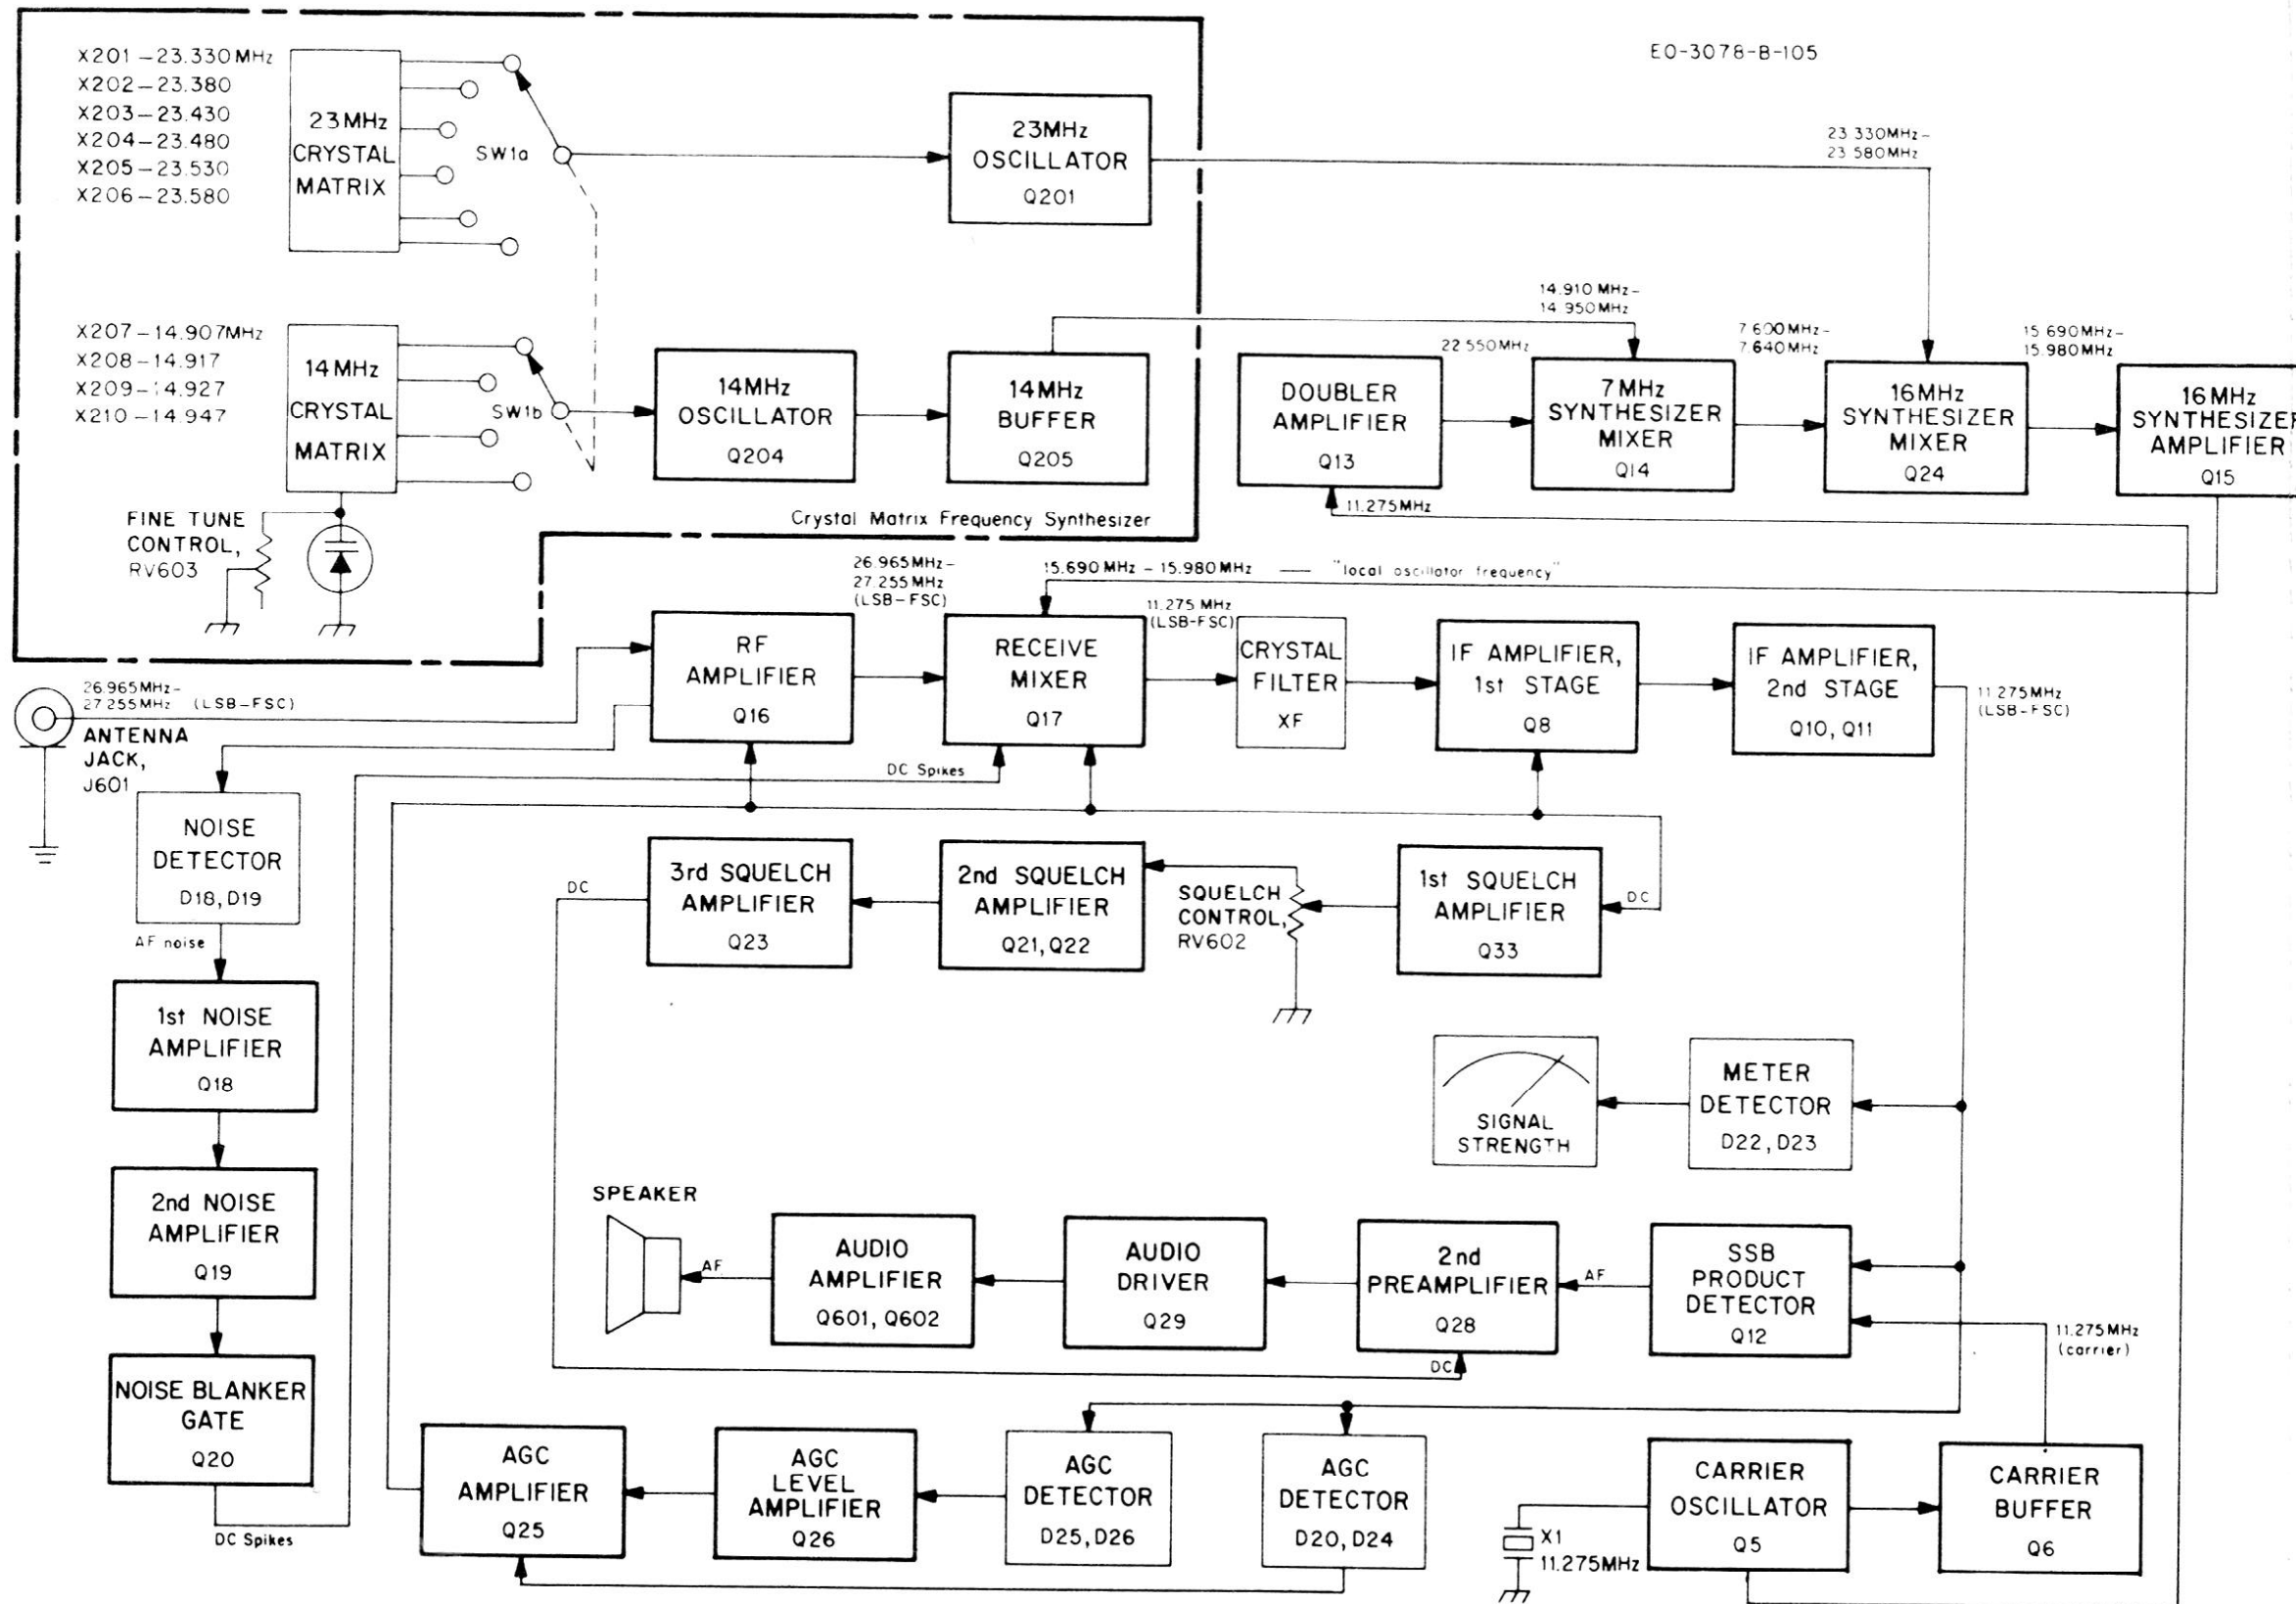 EO-3078-B-105
X201-23.330MHz
X202-23.380
X203-23.430
X204-23.480
X205-23.530
X206-23.580
23MHz
CRYSTAL
MATRIX
SW1a
23MHz
OSCILLATOR
Q201
23.330MHz-
23.580MHz
X207-14.907MHz
X208-14.917
X209-14.927
X210-14.947
14MHz
CRYSTAL
MATRIX
SW1b
14MHz
OSCILLATOR
Q204
14MHz
BUFFER
Q205
14.910 MHz-
14.950MHz
22.550MHz
7.600MHz-
7.640MHz
15.690MHz-
15.980MHz
DOUBLER
AMPLIFIER
Q13
7MHz
SYNTHESIZER
MIXER
Q14
16MHz
SYNTHESIZER
MIXER
Q24
16MHz
SYNTHESIZER
AMPLIFIER
Q15
11.275MHz
FINE TUNE
CONTROL,
RV603
Crystal Matrix Frequency Synthesizer
26.965MHz-
27.255MHz
(LSB-FSC)
15.690 MHz - 15.980MHz — "local oscillator frequency"
11.275 MHz
(LSB-FSC)
RF
AMPLIFIER
Q16
RECEIVE
MIXER
Q17
CRYSTAL
FILTER
XF
IF AMPLIFIER,
1st STAGE
Q8
IF AMPLIFIER,
2nd STAGE
Q10, Q11
11.275MHz
(LSB-FSC)
26.965MHz-
27.255MHz (LSB-FSC)
ANTENNA
JACK,
J601
DC Spikes
NOISE
DETECTOR
D18, D19
AF noise
3rd SQUELCH
AMPLIFIER
Q23
DC
2nd SQUELCH
AMPLIFIER
Q21, Q22
SQUELCH
CONTROL,
RV602
1st SQUELCH
AMPLIFIER
Q33
DC
1st NOISE
AMPLIFIER
Q18
SIGNAL
STRENGTH
METER
DETECTOR
D22, D23
2nd NOISE
AMPLIFIER
Q19
SPEAKER
AF
AUDIO
AMPLIFIER
Q601, Q602
AUDIO
DRIVER
Q29
2nd
PREAMPLIFIER
Q28
AF
SSB
PRODUCT
DETECTOR
Q12
11.275MHz
(carrier)
DC
NOISE BLANKER
GATE
Q20
DC Spikes
AGC
AMPLIFIER
Q25
AGC
LEVEL
AMPLIFIER
Q26
AGC
DETECTOR
D25, D26
AGC
DETECTOR
D20, D24
X1
11.275MHz
CARRIER
OSCILLATOR
Q5
CARRIER
BUFFER
Q6